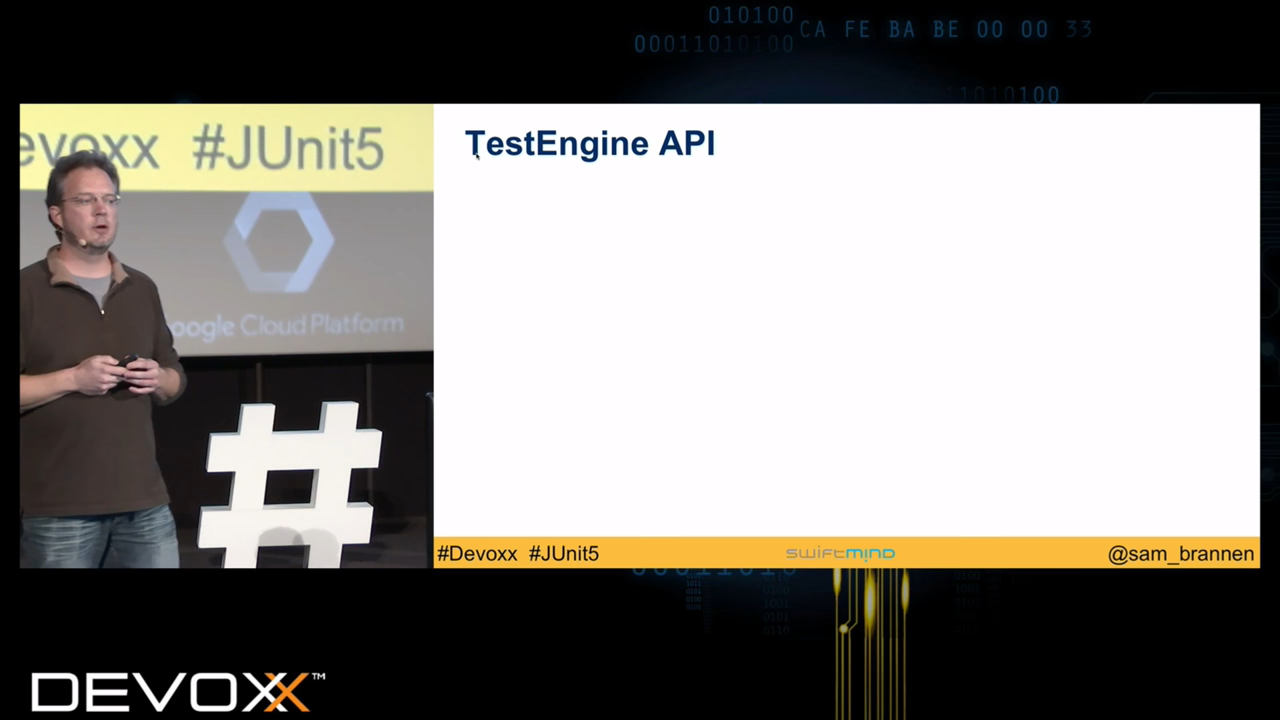 010100
00011010100
CA FE BA BE 00 00 33
1010100
evoxx #JUnit5
oogle Cloud Platform
TestEngine API
#Devoxx #JUnit5
swiftmind
@sam_brannen
DEVOXX™